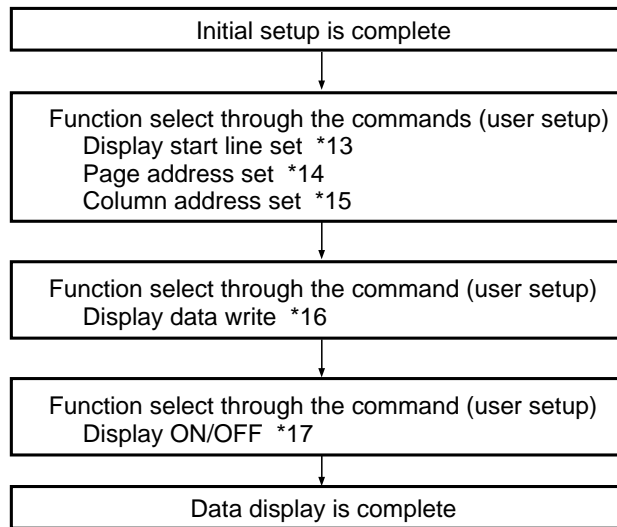 Initial setup is complete
Function select through the commands (user setup)
Display start line set *13
Page address set *14
Column address set *15
Function select through the command (user setup)
Display data write *16
Function select through the command (user setup)
Display ON/OFF *17
Data display is complete